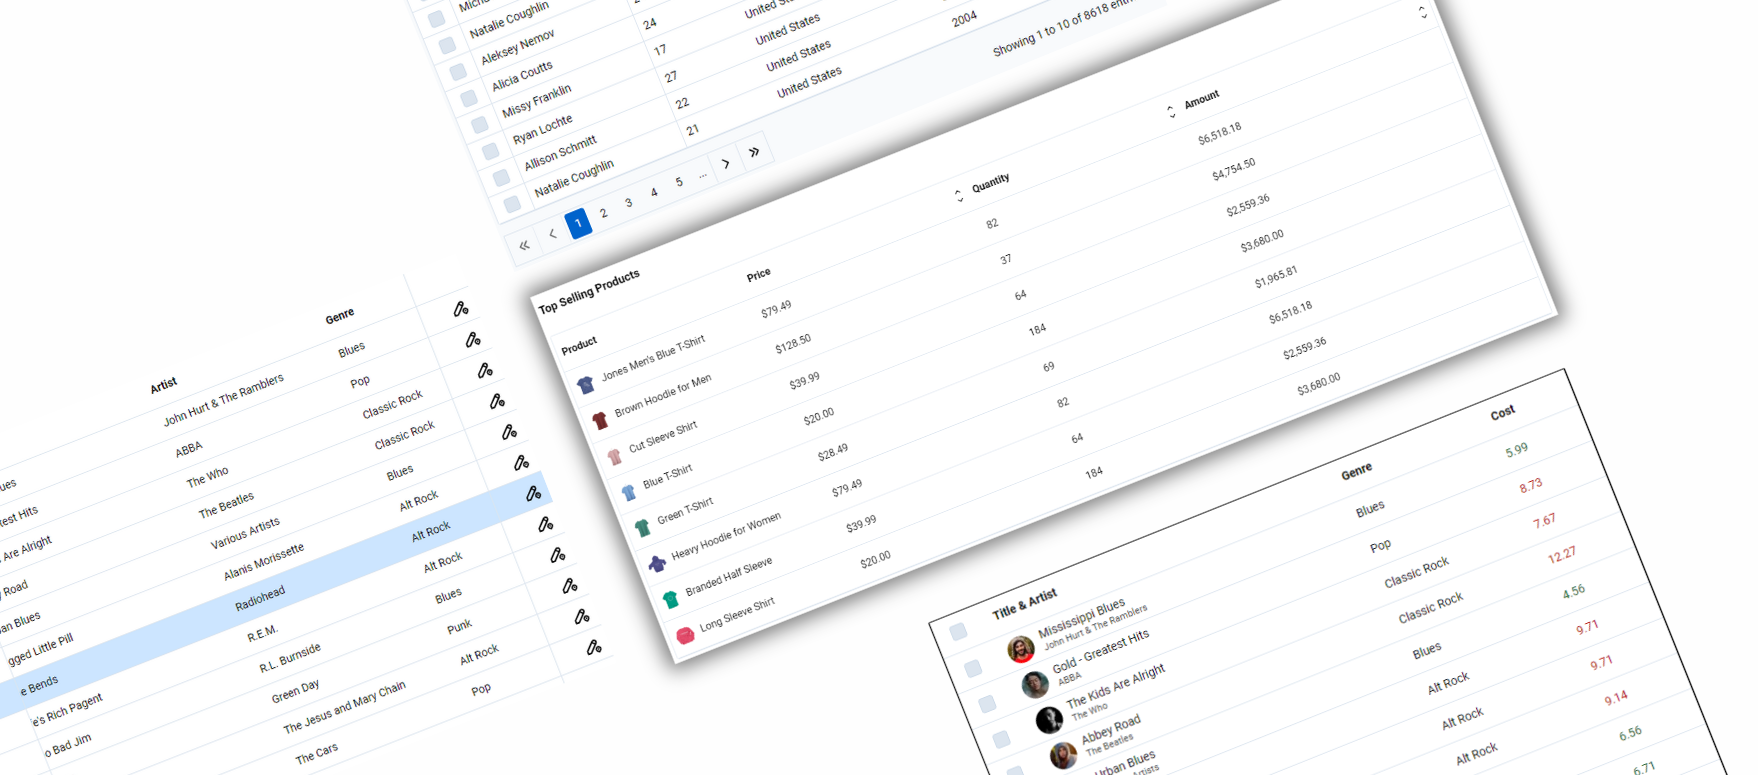 Natalie Coughlin
Aleksey Nemov
Alicia Coutts 24
Missy Franklin 17 United
Ryan Lochte 27 United States
Allison Schmitt 22 United States
Natalie Coughlin 21 United States 2004
« ‹ 1 2 3 4 5 ... › » Showing 1 to 10 of 8618
Artist Genre
ues John Hurt & The Ramblers Blues
test Hits ABBA Pop
Are Alright The Who Classic Rock
Road The Beatles Classic Rock
an Blues Various Artists Blues
gged Little Pill Alanis Morissette Alt Rock
e Bends Radiohead Alt Rock
e's Rich Pagent R.E.M. Alt Rock
o Bad Jim R.L. Burnside Blues
Green Day Punk
The Jesus and Mary Chain Alt Rock
The Cars Pop
Top Selling Products
Product Price Quantity Amount
Jones Men's Blue T-Shirt $79.49 82 $6,518.18
Brown Hoodie for Men $128.50 37 $4,754.50
Cut Sleeve Shirt $39.99 64 $2,559.36
Blue T-Shirt $20.00 184 $3,680.00
Green T-Shirt $28.49 69 $1,965.81
Heavy Hoodie for Women $79.49 82 $6,518.18
Branded Half Sleeve $39.99 64 $2,559.36
Long Sleeve Shirt $20.00 184 $3,680.00
Title & Artist Genre Cost
Mississippi Blues Blues 5.99
John Hurt & The Ramblers
Gold - Greatest Hits Pop 8.73
ABBA
The Kids Are Alright Classic Rock 7.67
The Who
Abbey Road Classic Rock 12.27
The Beatles
Urban Blues Blues 4.56
Artists
Alt Rock 9.71
Alt Rock 9.71
Alt Rock 9.14
6.56
6.71